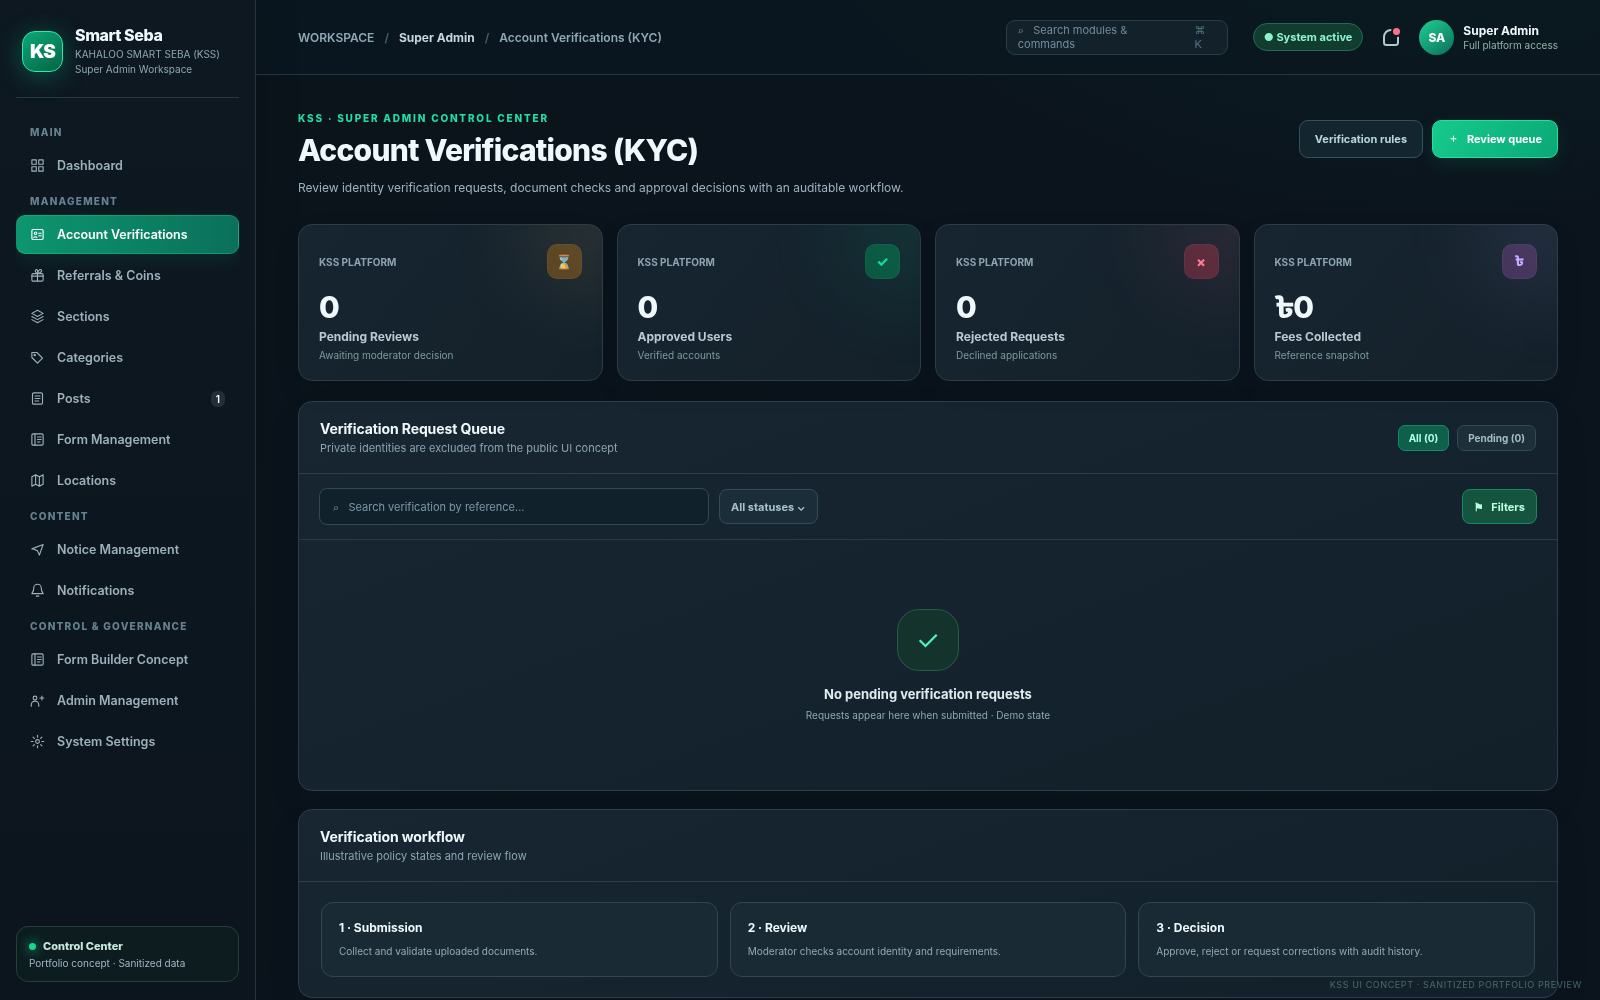 KS
Smart Seba
KAHALOO SMART SEBA (KSS)
Super Admin Workspace
MAIN
Dashboard
MANAGEMENT
Account Verifications
Referrals & Coins
Sections
Categories
Posts 1
Form Management
Locations
CONTENT
Notice Management
Notifications
CONTROL & GOVERNANCE
Form Builder Concept
Admin Management
System Settings
Control Center
Portfolio concept · Sanitized data
WORKSPACE / Super Admin / Account Verifications (KYC)
Search modules & commands ⌘ K
System active
SA
Super Admin
Full platform access
KSS · SUPER ADMIN CONTROL CENTER
Account Verifications (KYC)
Review identity verification requests, document checks and approval decisions with an auditable workflow.
Verification rules
+ Review queue
KSS PLATFORM
0
Pending Reviews
Awaiting moderator decision
KSS PLATFORM
0
Approved Users
Verified accounts
KSS PLATFORM
0
Rejected Requests
Declined applications
KSS PLATFORM
৳
৳0
Fees Collected
Reference snapshot
Verification Request Queue
Private identities are excluded from the public UI concept
All (0)
Pending (0)
Search verification by reference...
All statuses
Filters
No pending verification requests
Requests appear here when submitted · Demo state
Verification workflow
Illustrative policy states and review flow
1 · Submission
Collect and validate uploaded documents.
2 · Review
Moderator checks account identity and requirements.
3 · Decision
Approve, reject or request corrections with audit history.
KSS UI CONCEPT · SANITIZED PORTFOLIO PREVIEW